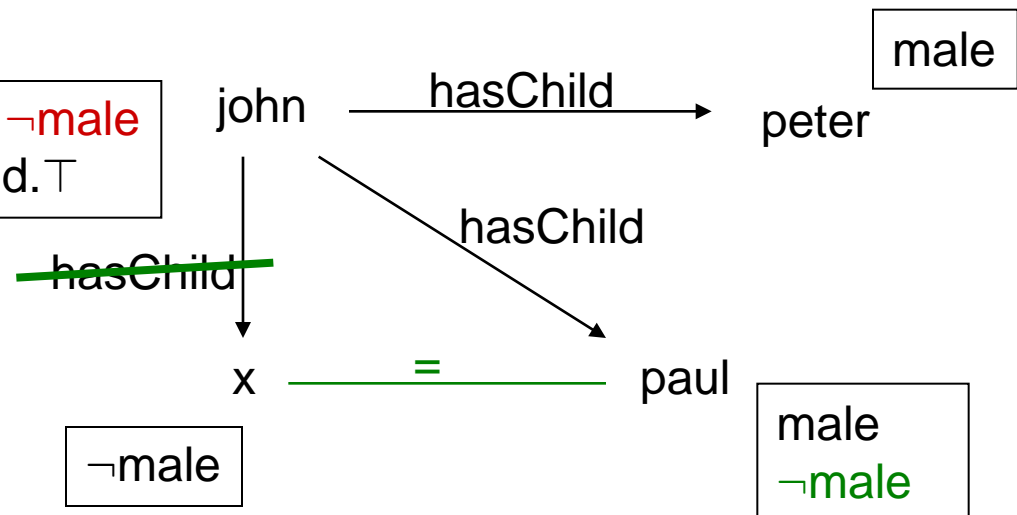 male
john
hasChild
¬male
peter
d.⊤
hasChild
hasChild
x
=
paul
male
¬male
¬male